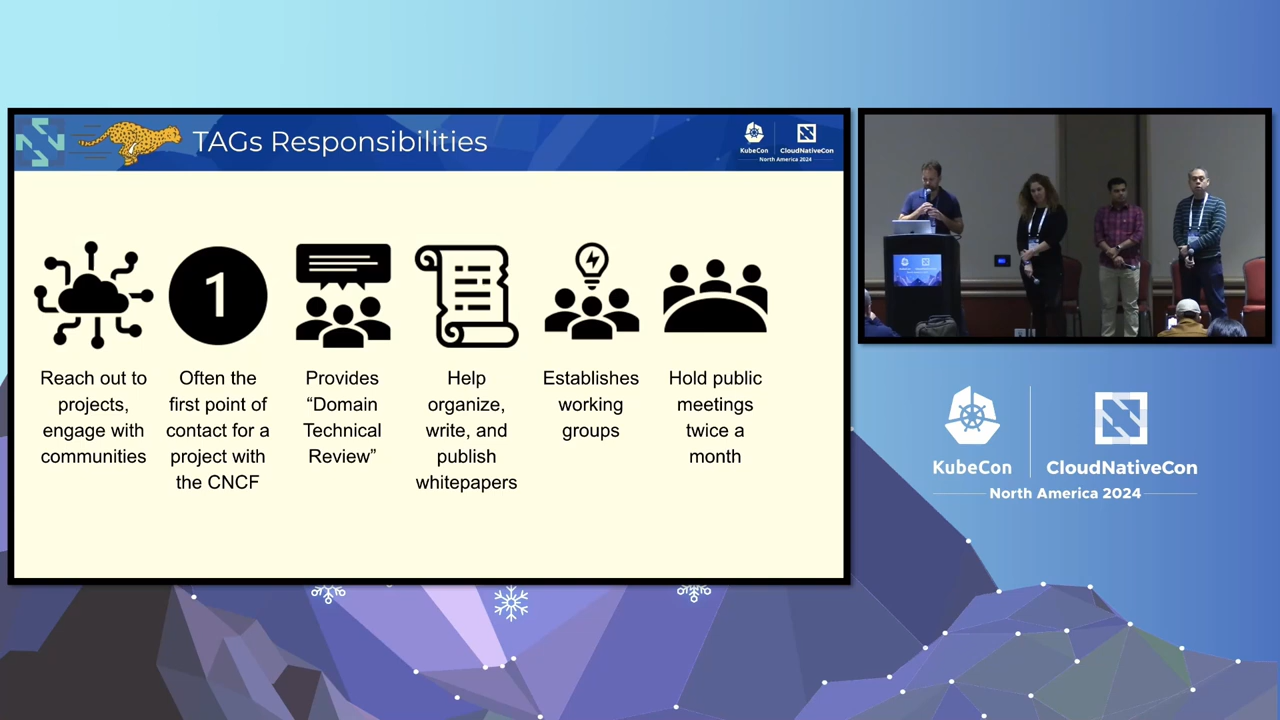 TAGs Responsibilities
KubeCon
CloudNativeCon
North America 2024
1
Reach out to
projects,
engage with
communities
Often the
first point of
contact for a
project with
the CNCF
Provides
“Domain
Technical
Review”
Help
organize,
write, and
publish
whitepapers
Establishes
working
groups
Hold public
meetings
twice a
month
KubeCon
CloudNativeCon
North America 2024